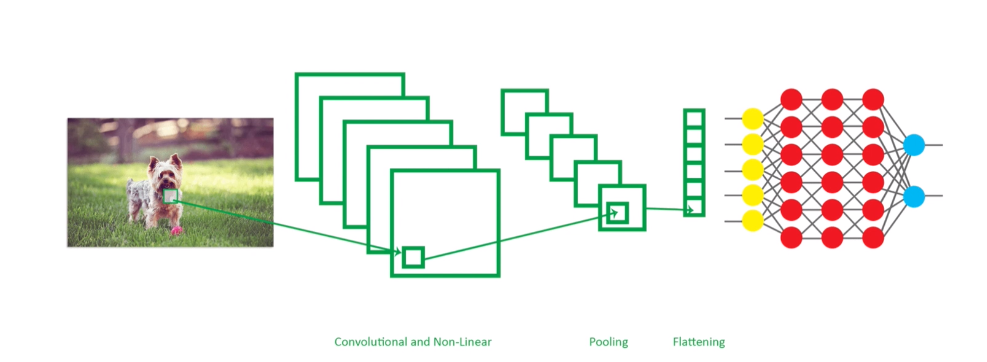 Convolutional and Non-Linear
Pooling
Flattening